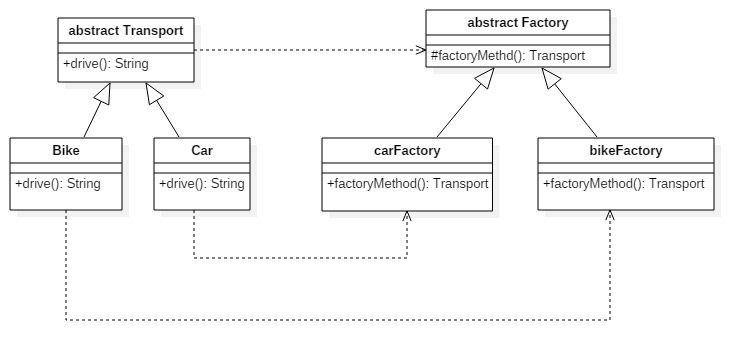 abstract Transport
+drive(): String
abstract Factory
#factoryMethd(): Transport
Bike
+drive(): String
Car
+drive(): String
carFactory
+factoryMethod(): Transport
bikeFactory
+factoryMethod(): Transport